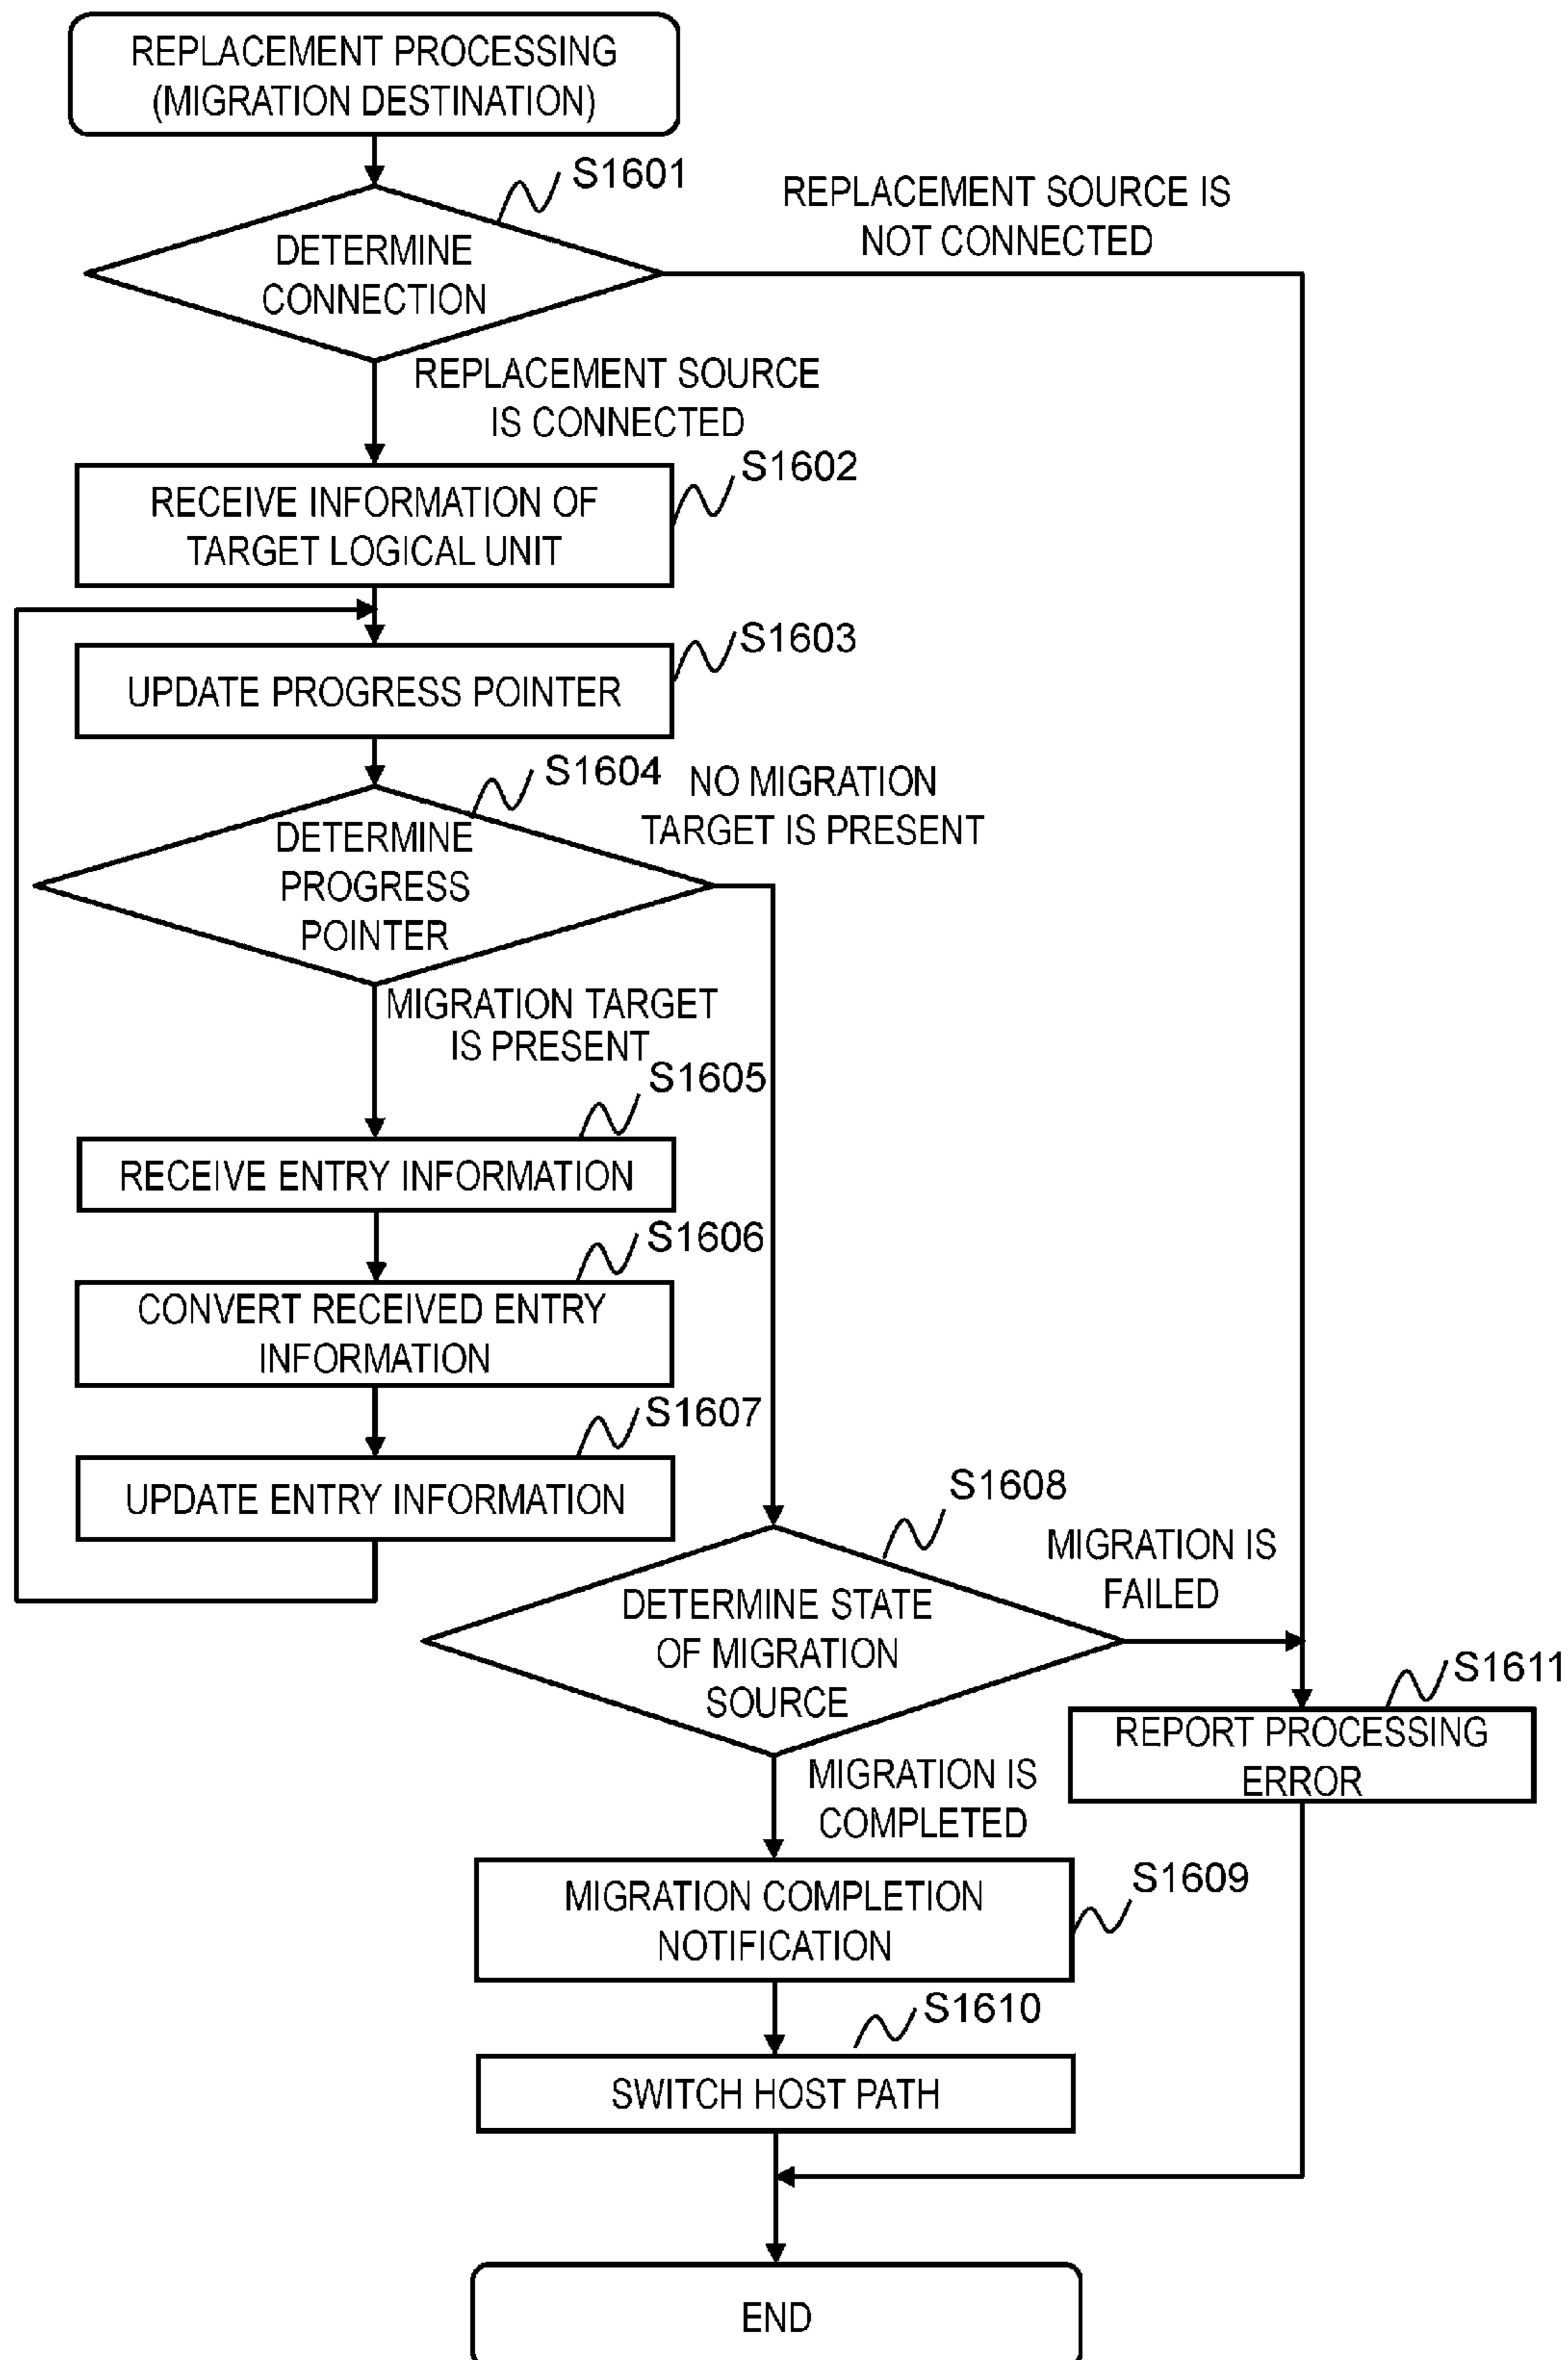 REPLACEMENT PROCESSING
(MIGRATION DESTINATION)
S1601
DETERMINE
CONNECTION
REPLACEMENT SOURCE IS
NOT CONNECTED
REPLACEMENT SOURCE
IS CONNECTED
S1602
RECEIVE INFORMATION OF
TARGET LOGICAL UNIT
S1603
UPDATE PROGRESS POINTER
S1604
NO MIGRATION
TARGET IS PRESENT
DETERMINE
PROGRESS
POINTER
MIGRATION TARGET
IS PRESENT
S1605
RECEIVE ENTRY INFORMATION
S1606
CONVERT RECEIVED ENTRY
INFORMATION
S1607
UPDATE ENTRY INFORMATION
S1608
MIGRATION IS
FAILED
DETERMINE STATE
OF MIGRATION
SOURCE
S1611
REPORT PROCESSING
ERROR
MIGRATION IS
COMPLETED
S1609
MIGRATION COMPLETION
NOTIFICATION
S1610
SWITCH HOST PATH
END